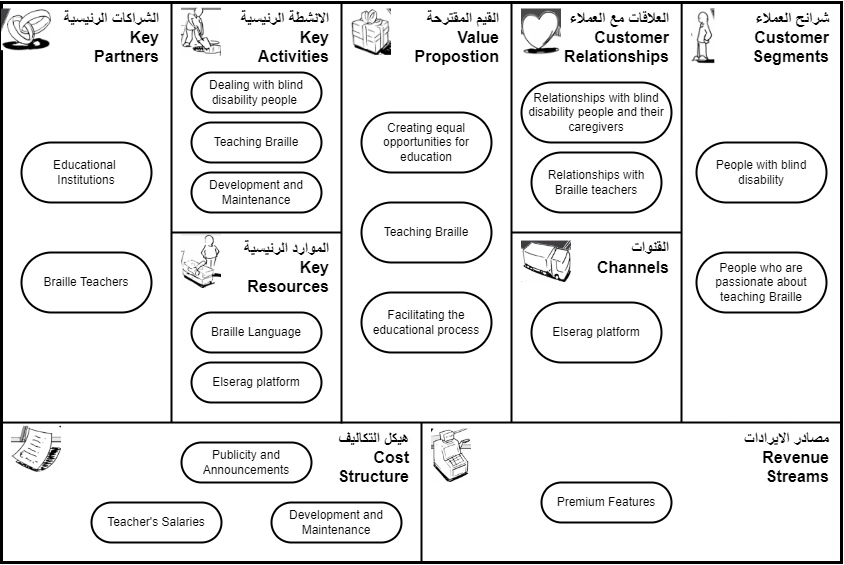 الشراكات الرئيسية
Key
Partners
Educational
Institutions
Braille Teachers
الانشطة الرئيسية
Key
Activities
Dealing with blind
disability people
Teaching Braille
Development and
Maintenance
الموارد الرئيسية
Key
Resources
Braille Language
Elserag platform
القيم المقترحة
Value
Propostion
Creating equal
opportunities for
education
Teaching Braille
Facilitating the
educational process
العلاقات مع العملاء
Customer
Relationships
Relationships with blind
disability people and their
caregivers
Relationships with
Braille teachers
القنوات
Channels
Elserag platform
شرائح العملاء
Customer
Segments
People with blind
disability
People who are
passionate about
teaching Braille
هيكل التكاليف
Cost
Structure
Publicity and
Announcements
Teacher's Salaries
Development and
Maintenance
مصادر الايرادات
Revenue
Streams
Premium Features